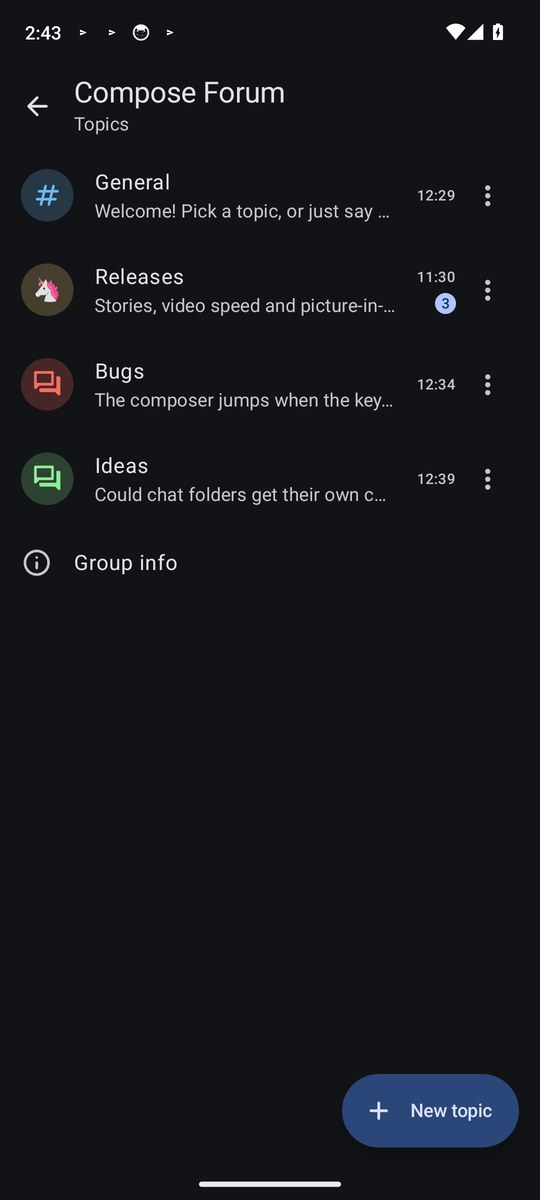 2:43
Compose Forum
Topics
General
12:29
Welcome! Pick a topic, or just say ...
Releases
11:30
Stories, video speed and picture-in-...
3
Bugs
12:34
The composer jumps when the key...
Ideas
12:39
Could chat folders get their own c...
Group info
New topic